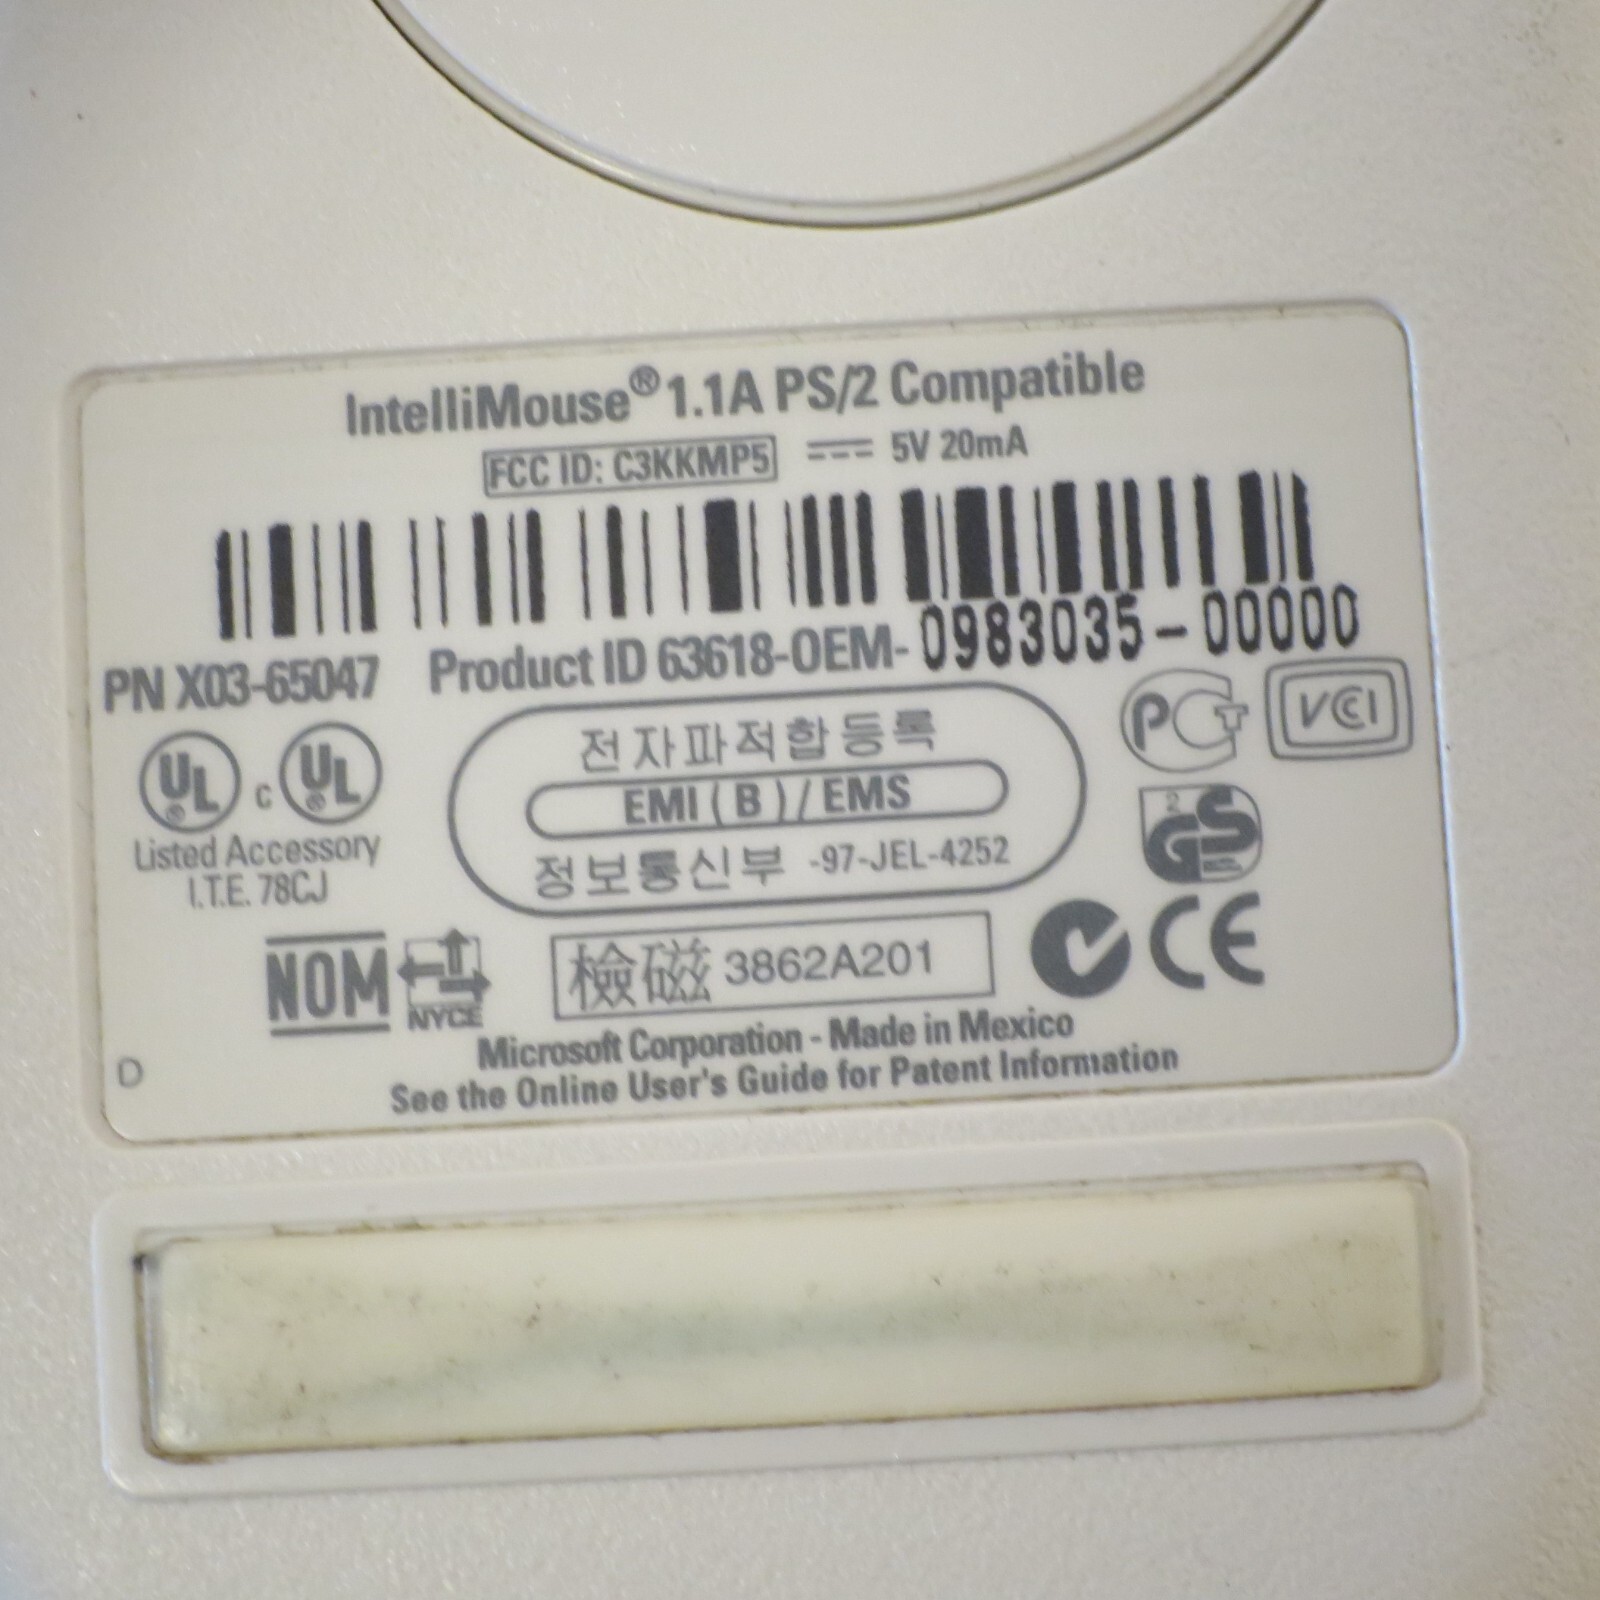 IntelliMouse® 1.1A PS/2 Compatible
FCC ID: C3KKMP5 5V 20mA
PN X03-65047 Product ID 63618-OEM-0983035-00000
UL c UL
Listed Accessory
I.T.E. 78CJ
전자파적합등록
EMI ( B ) / EMS
정보통신부 -97-JEL-4252
PCT
VCCI
2
GS
NOM
NYCE
檢磁 3862A201
CE
Microsoft Corporation - Made in Mexico
D
See the Online User's Guide for Patent Information